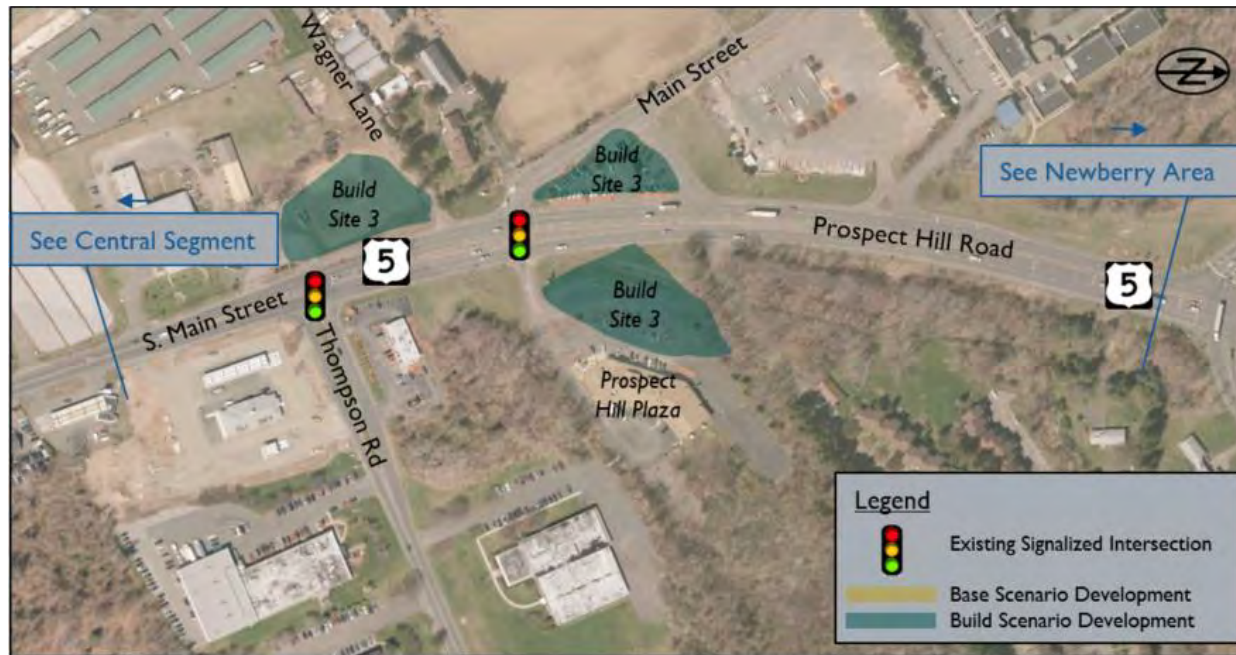 Wagner Lane
Main Street
Z
See Newberry Area
Build
Site 3
Build
Site 3
See Central Segment
5
Prospect Hill Road
5
S. Main Street
Build
Site 3
Thompson Rd
Prospect
Hill Plaza
Legend
Existing Signalized Intersection
Base Scenario Development
Build Scenario Development